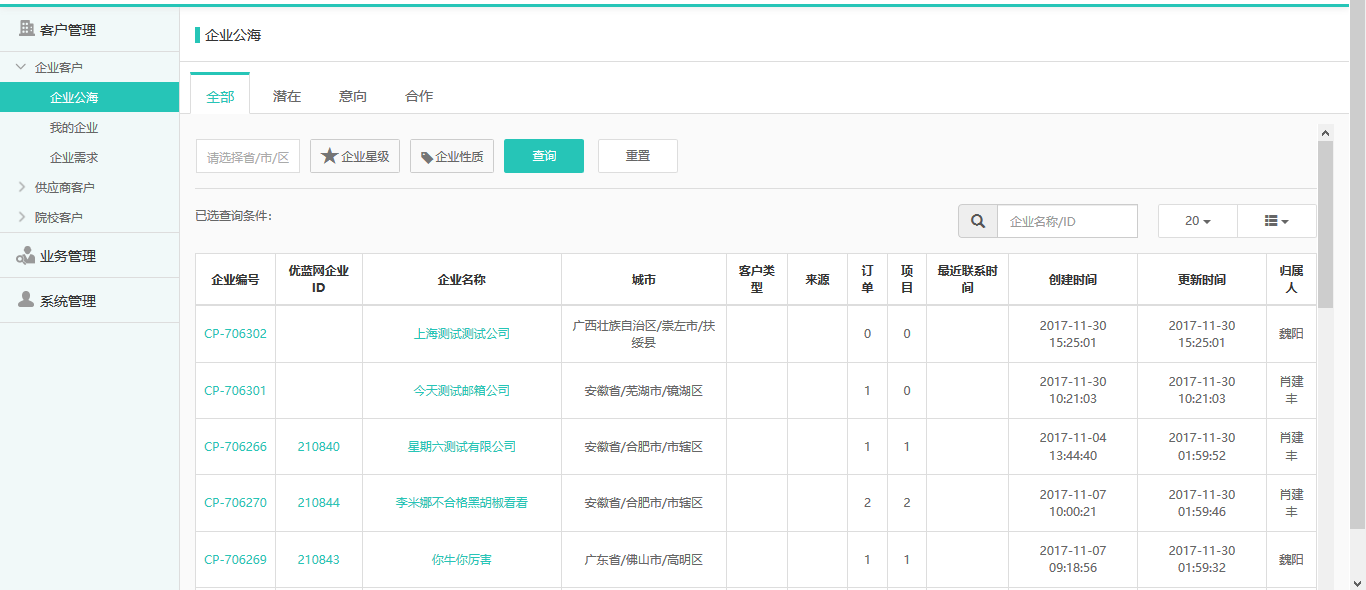 客户管理
企业客户
企业公海
我的企业
企业需求
供应商客户
院校客户
业务管理
系统管理
企业公海
全部 潜在 意向 合作
请选择省/市/区 企业星级 企业性质 查询 重置
已选查询条件: 企业名称/ID 20
企业编号 优蓝网企业ID 企业名称 城市 客户类型 来源 订单 项目 最近联系时间 创建时间 更新时间 归属人
CP-706302 上海测试测试公司 广西壮族自治区/崇左市/扶绥县 0 0 2017-11-30 15:25:01 2017-11-30 15:25:01 魏阳
CP-706301 今天测试邮箱公司 安徽省/芜湖市/镜湖区 1 0 2017-11-30 10:21:03 2017-11-30 10:21:03 肖建丰
CP-706266 210840 星期六测试有限公司 安徽省/合肥市/市辖区 1 1 2017-11-04 13:44:40 2017-11-30 01:59:52 肖建丰
CP-706270 210844 李米娜不合格黑胡椒看看 安徽省/合肥市/市辖区 2 2 2017-11-07 10:00:21 2017-11-30 01:59:46 肖建丰
CP-706269 210843 你牛你厉害 广东省/佛山市/高明区 1 1 2017-11-07 09:18:56 2017-11-30 01:59:32 魏阳